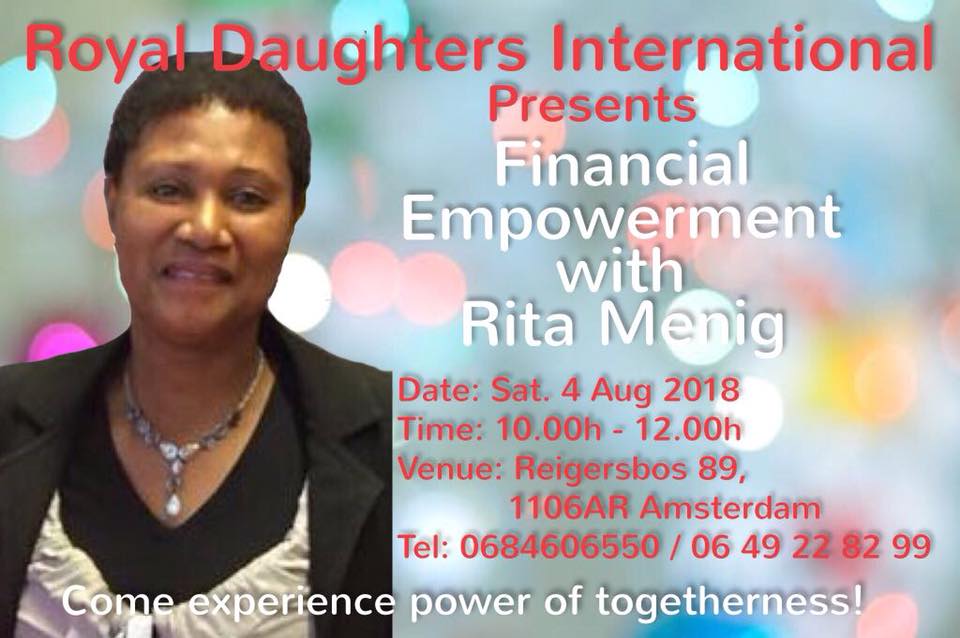 Royal Daughters International
Presents
Financial
Empowerment
with
Rita Menig
Date: Sat. 4 Aug 2018
Time: 10.00h - 12.00h
Venue: Reigersbos 89,
1106AR Amsterdam
Tel: 0684606550 / 06 49 22 82 99
Come experience power of togetherness!